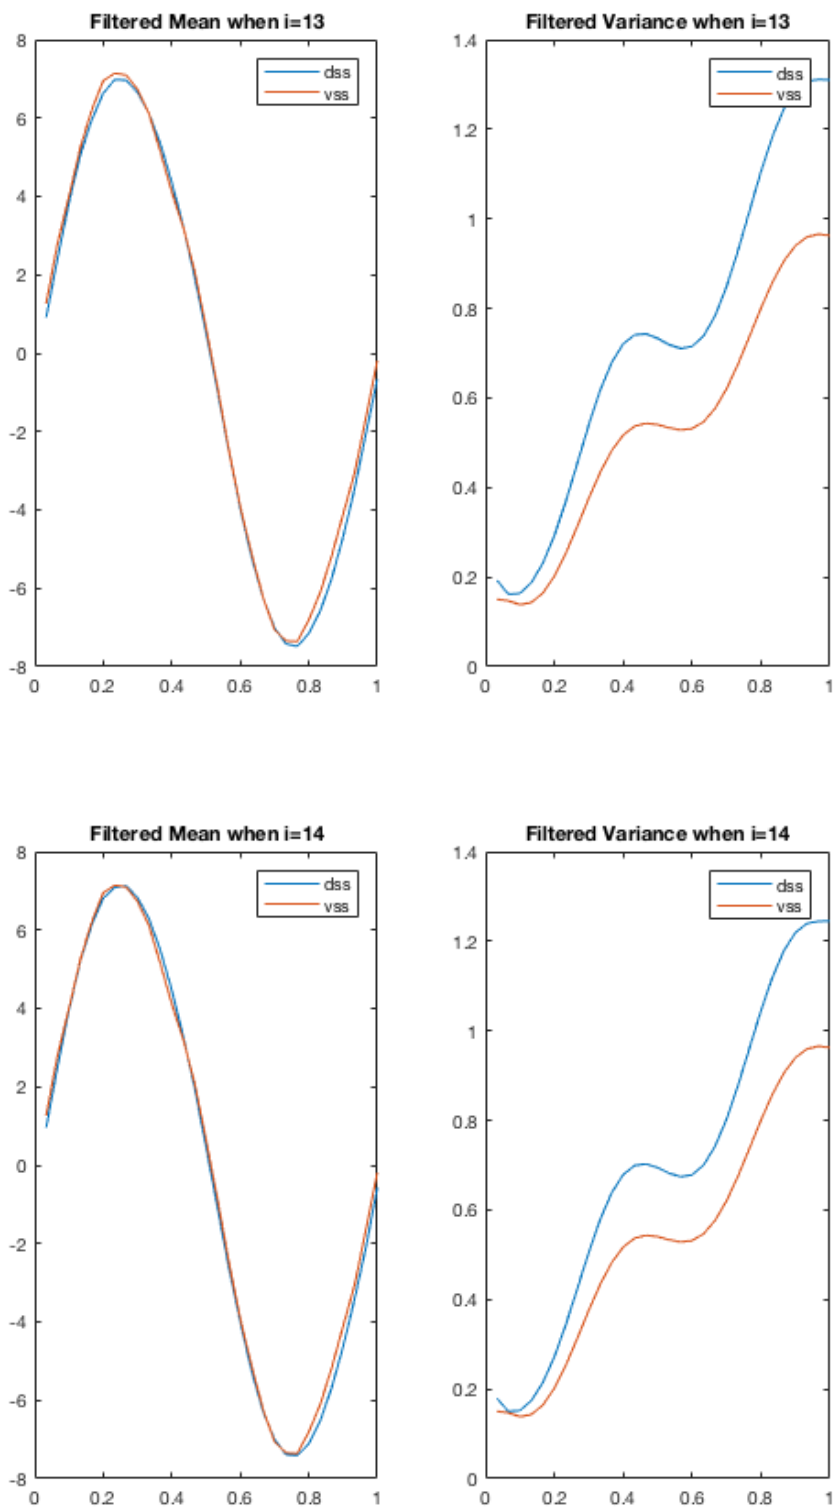 Filtered Mean when i=13
8
6
4
2
0
-2
-4
-6
-8
0 0.2 0.4 0.6 0.8 1
dss
vss
Filtered Variance when i=13
1.4
1.2
1
0.8
0.6
0.4
0.2
0
0 0.2 0.4 0.6 0.8 1
dss
vss
Filtered Mean when i=14
8
6
4
2
0
-2
-4
-6
-8
0 0.2 0.4 0.6 0.8 1
dss
vss
Filtered Variance when i=14
1.4
1.2
1
0.8
0.6
0.4
0.2
0
0 0.2 0.4 0.6 0.8 1
dss
vss